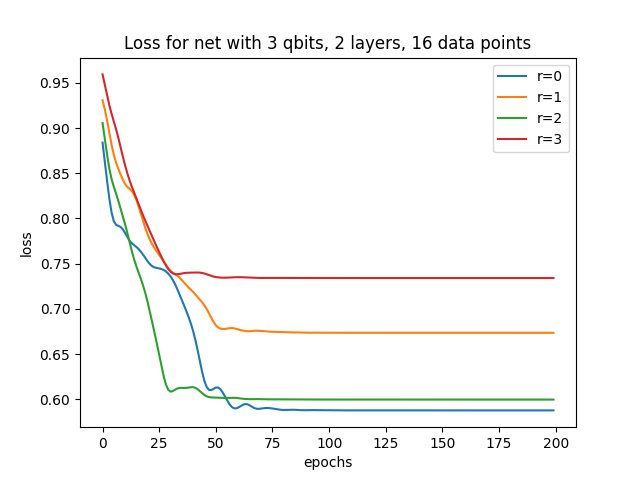 Loss for net with 3 qbits, 2 layers, 16 data points
r=0
r=1
r=2
r=3
loss
0.95
0.90
0.85
0.80
0.75
0.70
0.65
0.60
0 25 50 75 100 125 150 175 200
epochs